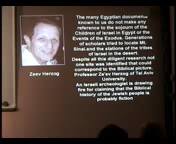 The many Egyptian documents
known to us do not make any
reference to the sojourn of the
Children of Israel in Egypt or the
Events of the Exodus. Generations
of scholars tried to locate Mt.
Sinai and the stations of the tribes
of Israel in the desert.
Despite all this diligent research not
one site was identified that could
correspond to the Biblical picture.
Professor Ze'ev Herzog of Tel Aviv
University.
An Israeli archeologist is drawing
fire for claiming that the Biblical
history of the Jewish people is
probably fiction
Zeev Herzog